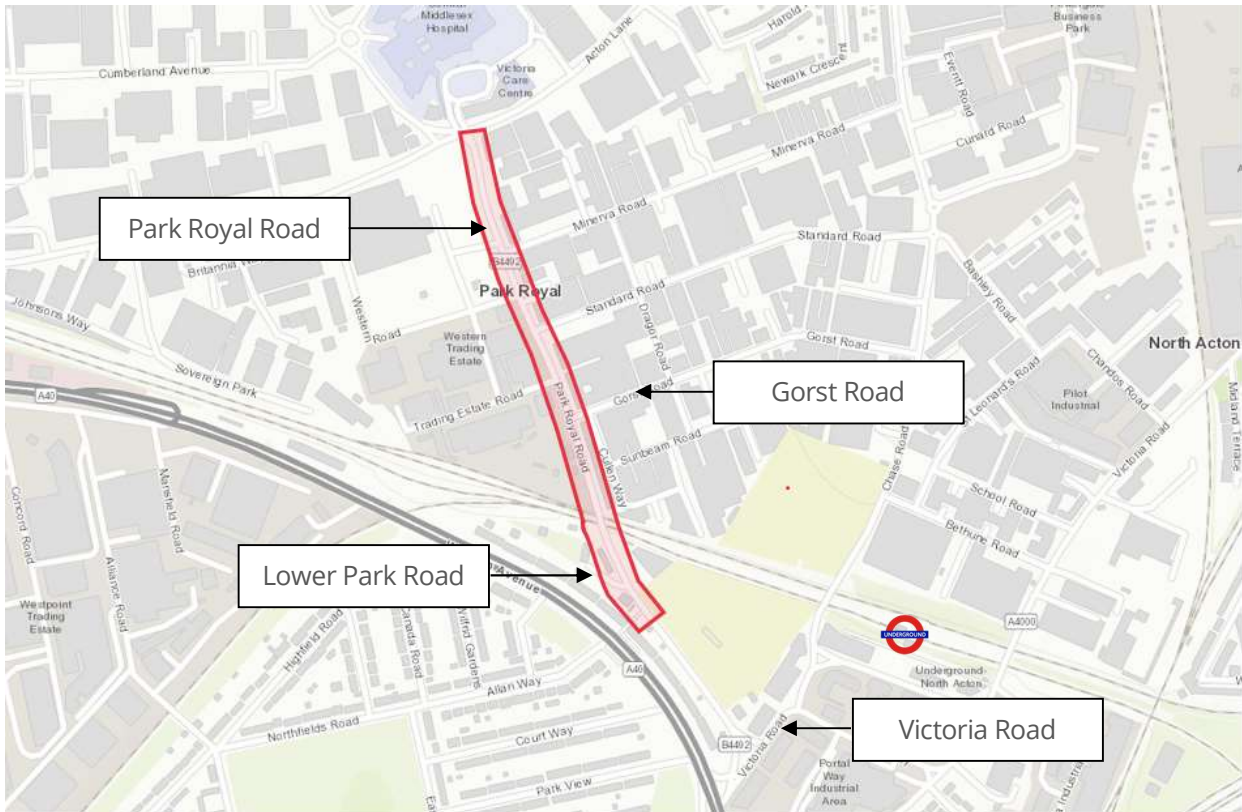 Middlesex
Hospital
Acton Lane
Harold
Business
Park
Cumberland Avenue
Victoria
Care
Centre
Newark Crescent
Everitt Road
Cunard Road
Minerva Road
Park Royal Road
Minerva Road
Standard Road
Britannia
B4492
Park Royal
Bashley Road
Johnsons Way
Western
Road
Western
Trading
Estate
Standard Road
Dragor Road
Gorst Road
North Acton
Sovereign Park
A40
Gorst Road
Gorst Road
Trading Estate Road
Park Royal Road
Leonard's Road
Pilot
Industrial
Chandos Road
Midland Terrace
Sunbeam Road
Cullen Way
Chase Road
Victoria Road
Concord Road
Mansfield Road
School Road
Bethune Road
Alliance Road
Lower Park Road
Avenue
Westpoint
Trading
Estate
Highfield Road
Canada Road
Wilfrid Gardens
A4000
UNDERGROUND
Underground
North Acton
A40
Allan Way
Northfields Road
Court Way
Victoria Road
Victoria Road
B4492
Park View
Portal
Way
Industrial
Area